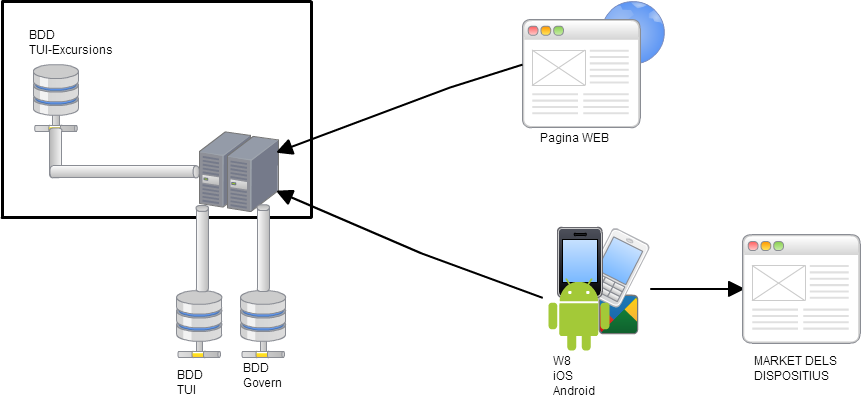 BDD
TUI-Excursions
Pagina WEB
BDD
TUI
BDD
Govern
W8
iOS
Android
MARKET DELS
DISPOSITIUS